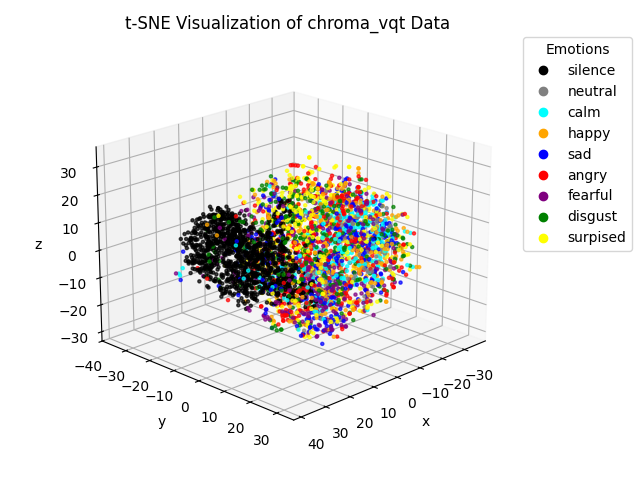 t-SNE Visualization of chroma_vqt Data
Emotions
silence
neutral
calm
happy
sad
angry
fearful
disgust
surpised
z
30
20
10
0
−10
−20
−30
−40
−30
−20
−10
0
10
20
30
y
40
30
20
10
0
−10
−20
−30
x